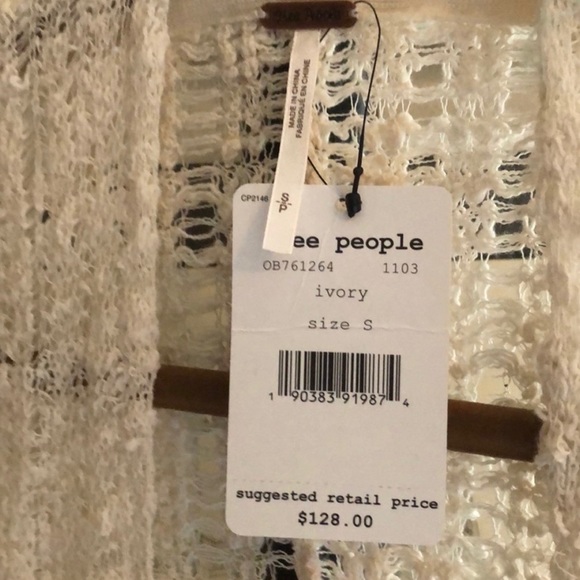 MADE IN CHINA
FABRIQUÉ EN CHINE
S/P
CP2148
ee people
OB761264 1103
ivory
size S
1 90383 91987 4
suggested retail price
$128.00